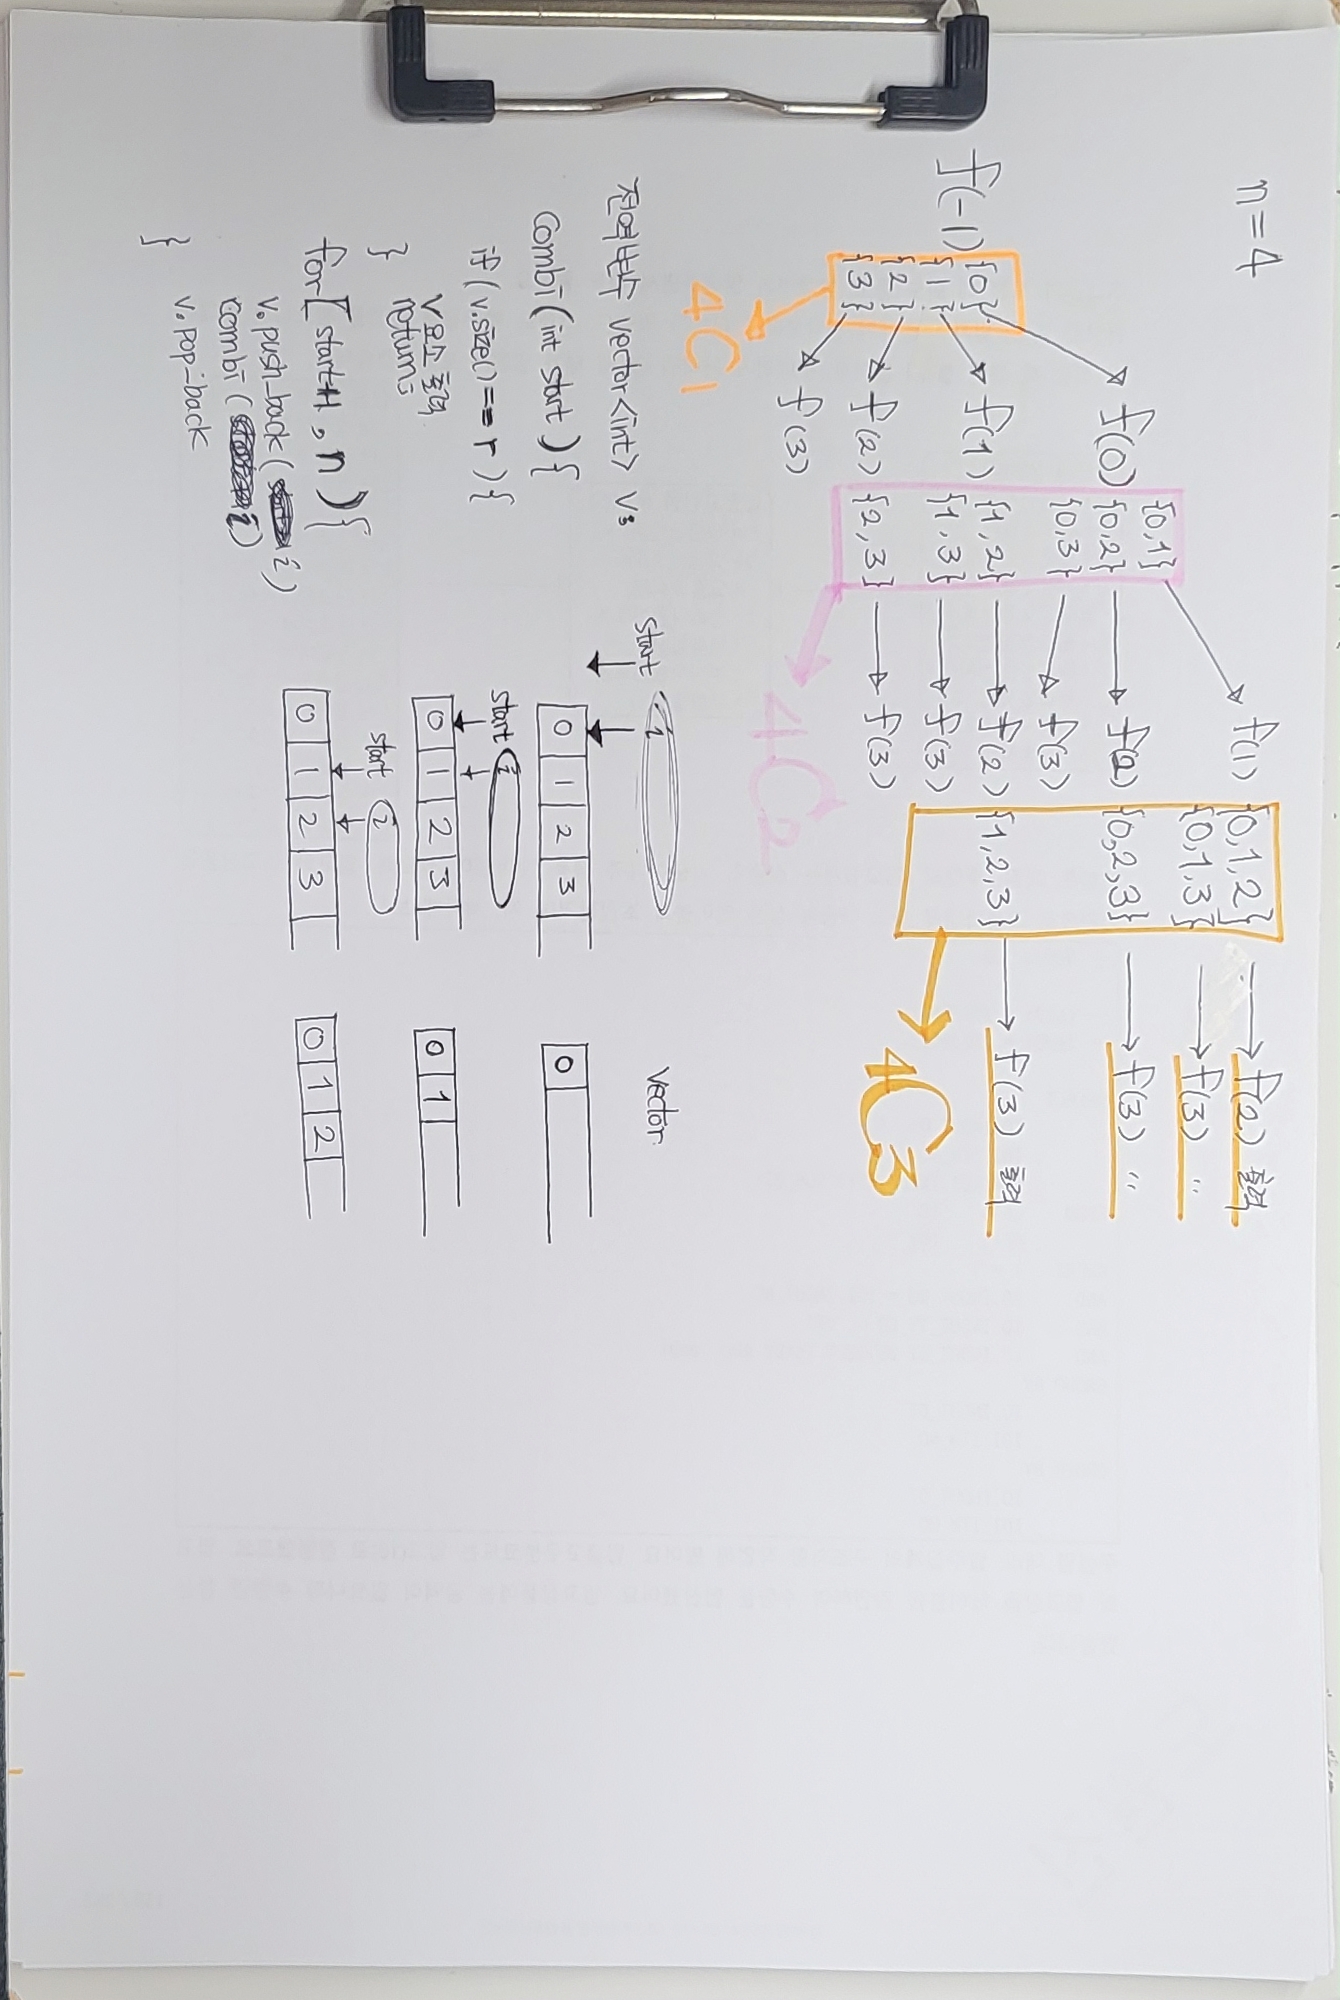 n=4
f(-1) {0}
{1}
{2}
{3}
4C1
f(0) {0,1}
{0,2}
{0,3}
f(1) {1,2}
{1,3}
f(2) {2,3}
f(3)
4C2
f(1) {0,1,2} f(2) 출력
{0,1,3} f(3) "
f(2) {0,2,3} f(3) "
f(3)
f(2) {1,2,3} f(3) 출력
f(3)
f(3)
4C3
전역변수 vector<int> v;
combi(int start){
if(v.size()==r){
v요소 출력
return;
}
for[start+1, n){
v.push_back( i)
combi( i)
v.pop_back
}
start i
0 1 2 3
start i
0 1 2 3
start i
0 1 2 3
vector
0
0 1
0 1 2